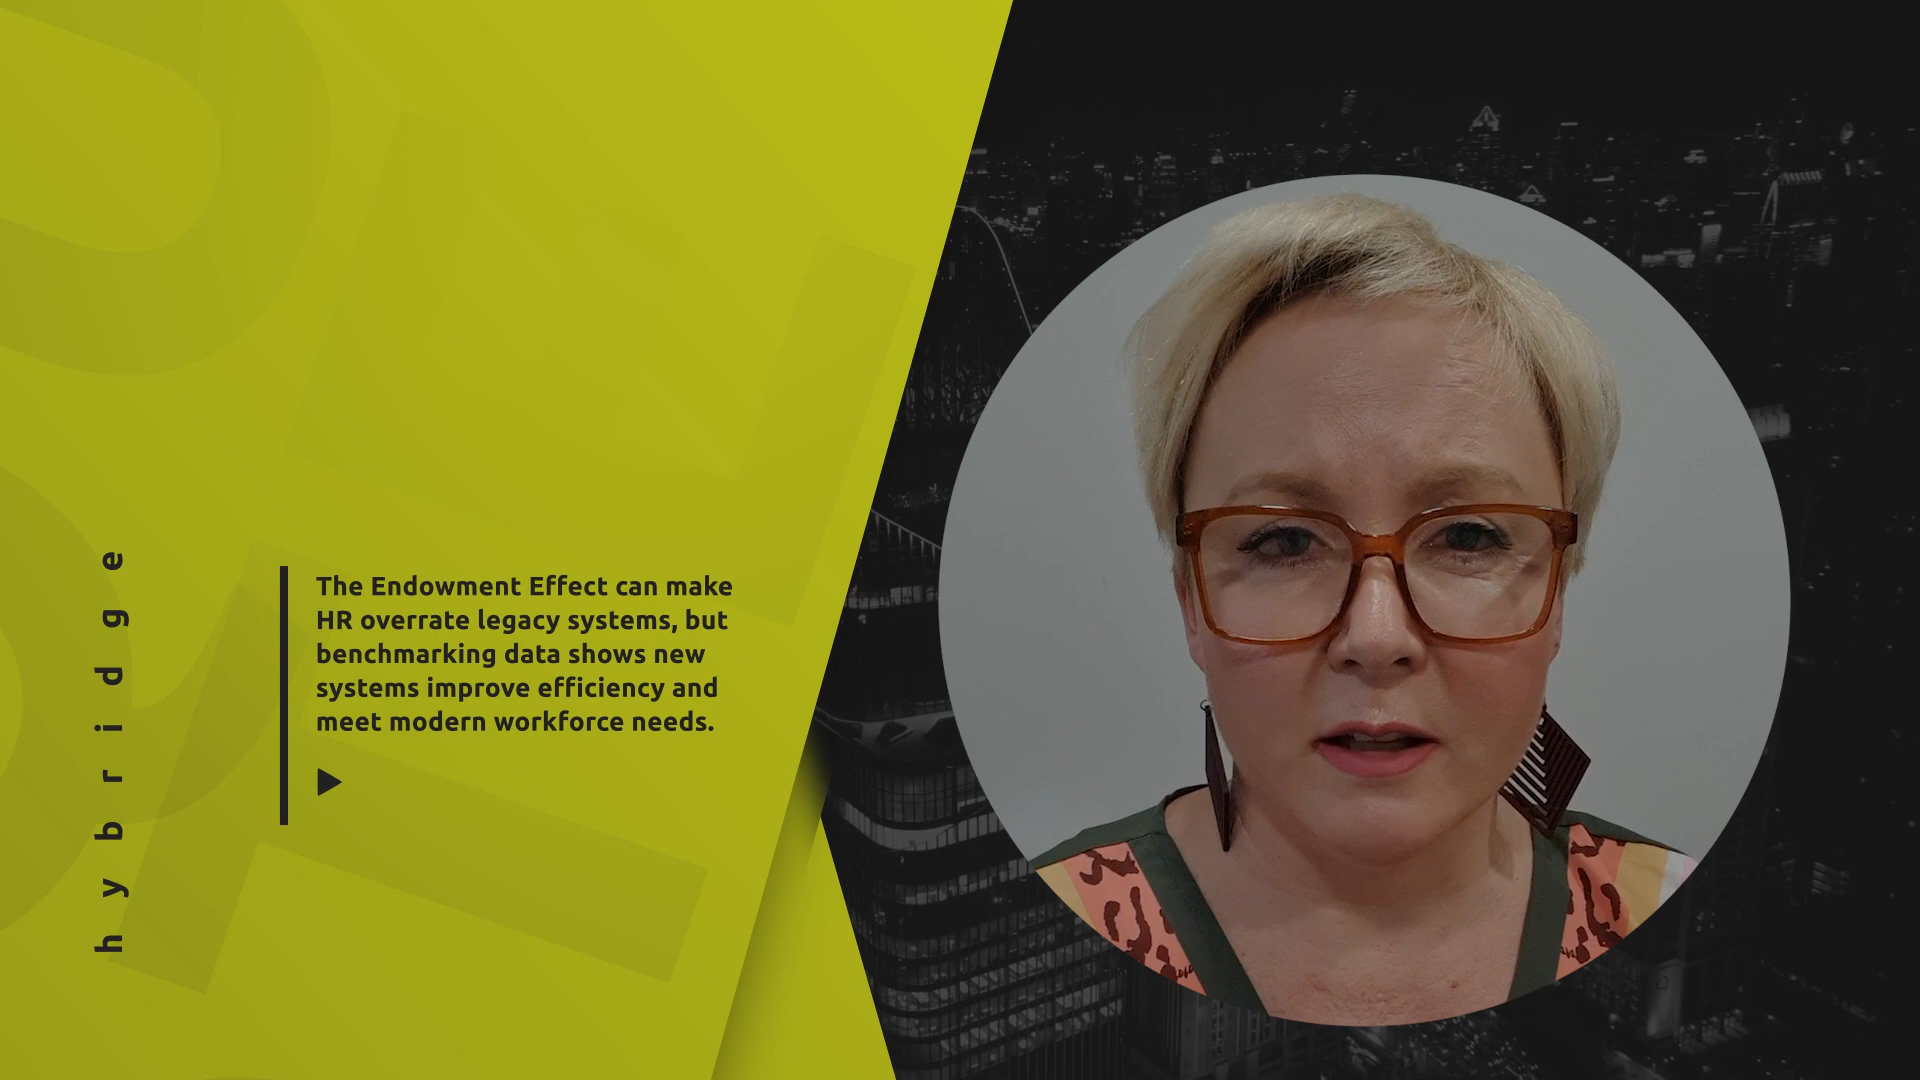 The Endowment Effect can make
HR overrate legacy systems, but
benchmarking data shows new
systems improve efficiency and
meet modern workforce needs.
hybridge